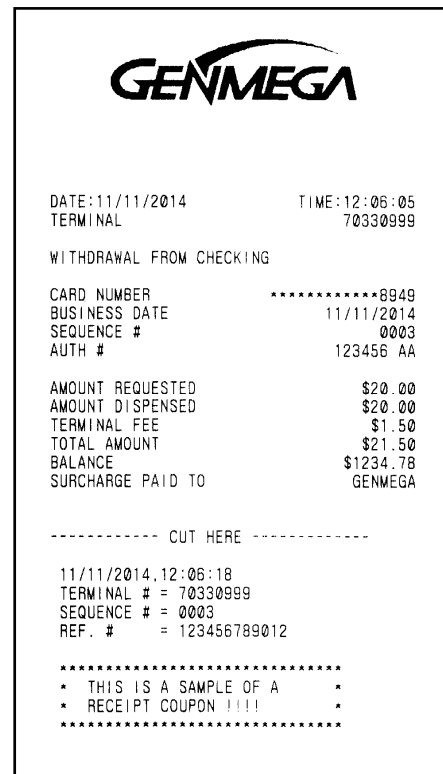 GENMEGA
DATE:11/11/2014 TIME:12:06:05
TERMINAL 70330999
WITHDRAWAL FROM CHECKING
CARD NUMBER ************8949
BUSINESS DATE 11/11/2014
SEQUENCE # 0003
AUTH # 123456 AA
AMOUNT REQUESTED $20.00
AMOUNT DISPENSED $20.00
TERMINAL FEE $1.50
TOTAL AMOUNT $21.50
BALANCE $1234.78
SURCHARGE PAID TO GENMEGA
------------ CUT HERE -------------
11/11/2014,12:06:18
TERMINAL # = 70330999
SEQUENCE # = 0003
REF. # = 123456789012
*******************************
* THIS IS A SAMPLE OF A *
* RECEIPT COUPON !!!! *
*******************************